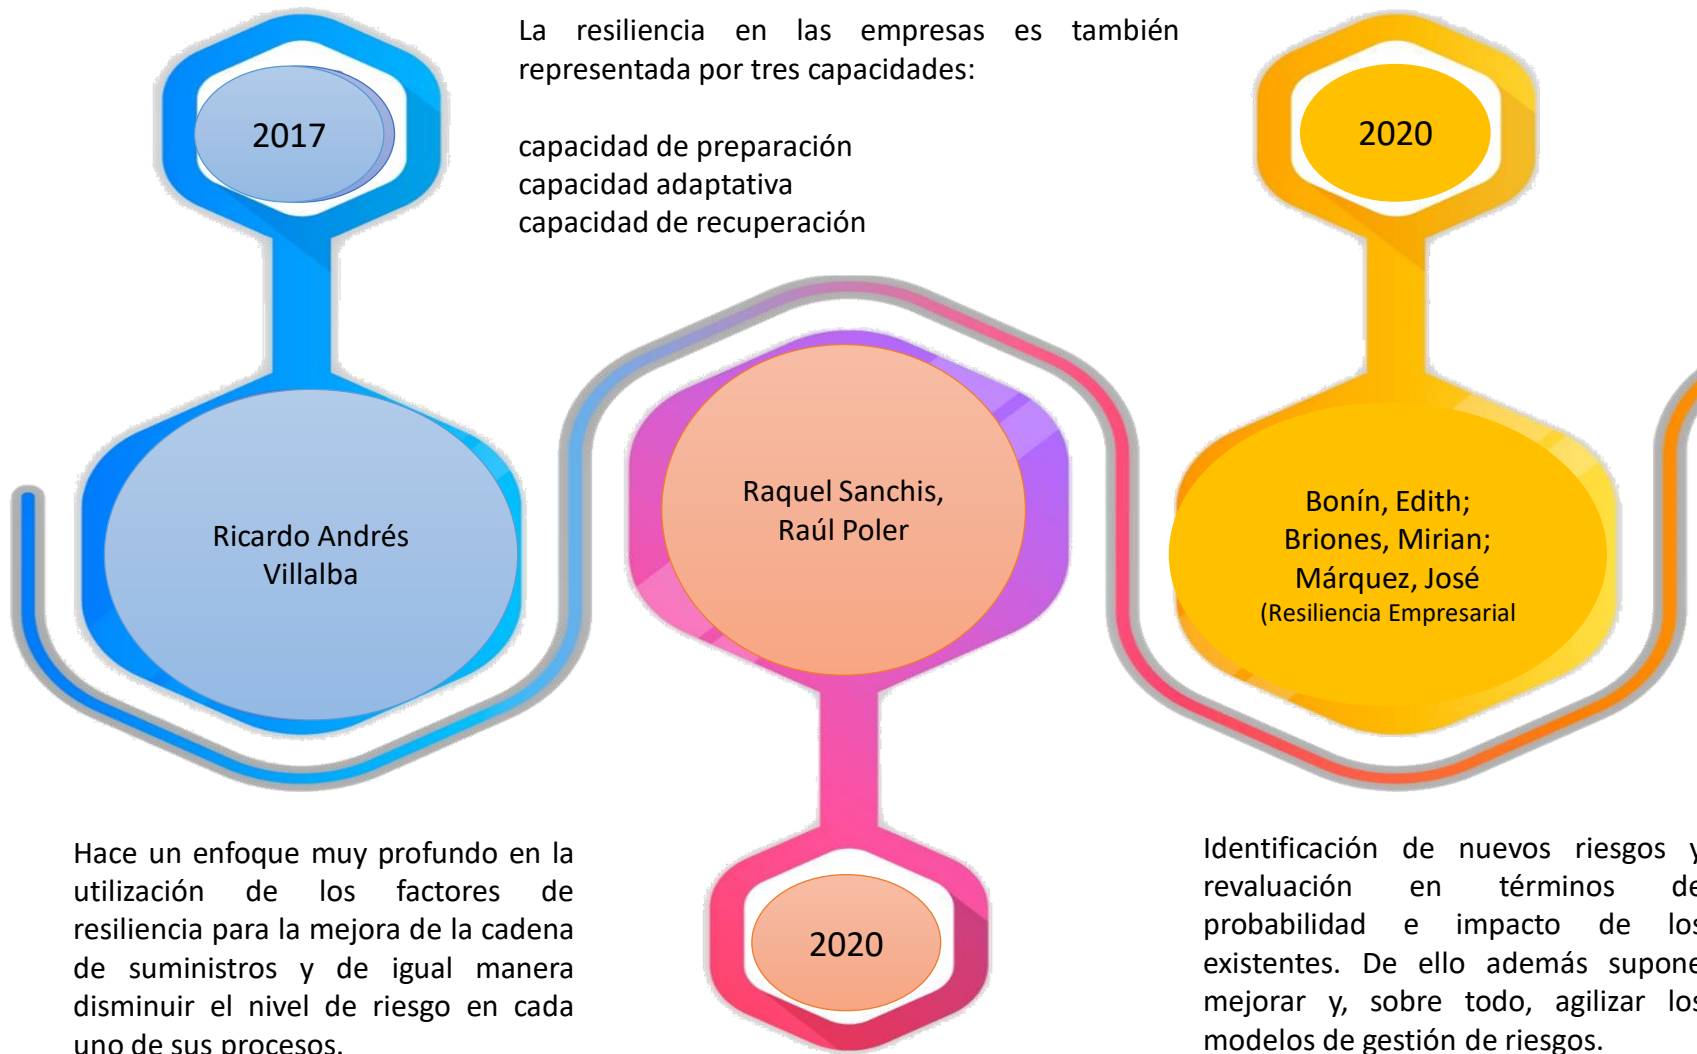 2017
Ricardo Andrés
Villalba
Hace un enfoque muy profundo en la
utilización de los factores de
resiliencia para la mejora de la cadena
de suministros y de igual manera
disminuir el nivel de riesgo en cada
uno de sus procesos.
La resiliencia en las empresas es también
representada por tres capacidades:
capacidad de preparación
capacidad adaptativa
capacidad de recuperación
Raquel Sanchis,
Raúl Poler
2020
2020
Bonín, Edith;
Briones, Mirian;
Márquez, José
(Resiliencia Empresarial
Identificación de nuevos riesgos y
revaluación en términos de
probabilidad e impacto de los
existentes. De ello además supone
mejorar y, sobre todo, agilizar los
modelos de gestión de riesgos.